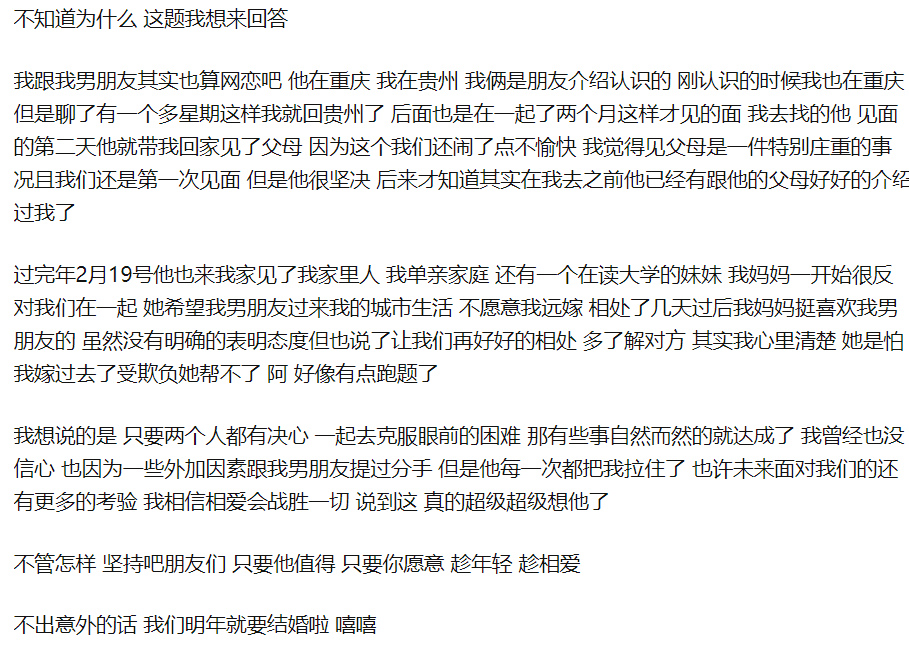 不知道为什么 这题我想来回答
我跟我男朋友其实也算网恋吧 他在重庆 我在贵州 我俩是朋友介绍认识的 刚认识的时候我也在重庆
但是聊了有一个多星期这样我就回贵州了 后面也是在一起了两个月这样才见的面 我去找的他 见面
的第二天他就带我回家见了父母 因为这个我们还闹了点不愉快 我觉得见父母是一件特别庄重的事
况且我们还是第一次见面 但是他很坚决 后来才知道其实在我去之前他已经有跟他的父母好好的介绍
过我了
过完年2月19号他也来我家见了我家里人 我单亲家庭 还有一个在读大学的妹妹 我妈妈一开始很反
对我们在一起 她希望我男朋友过来我的城市生活 不愿意我远嫁 相处了几天过后我妈妈挺喜欢我男
朋友的 虽然没有明确的表明态度但也说了让我们再好好的相处 多了解对方 其实我心里清楚 她是怕
我嫁过去了受欺负她帮不了 阿 好像有点跑题了
我想说的是 只要两个人都有决心 一起去克服眼前的困难 那有些事自然而然的就达成了 我曾经也没
信心 也因为一些外加因素跟我男朋友提过分手 但是他每一次都把我拉住了 也许未来面对我们的还
有更多的考验 我相信相爱会战胜一切 说到这 真的超级超级想他了
不管怎样 坚持吧朋友们 只要他值得 只要你愿意 趁年轻 趁相爱
不出意外的话 我们明年就要结婚啦 嘻嘻